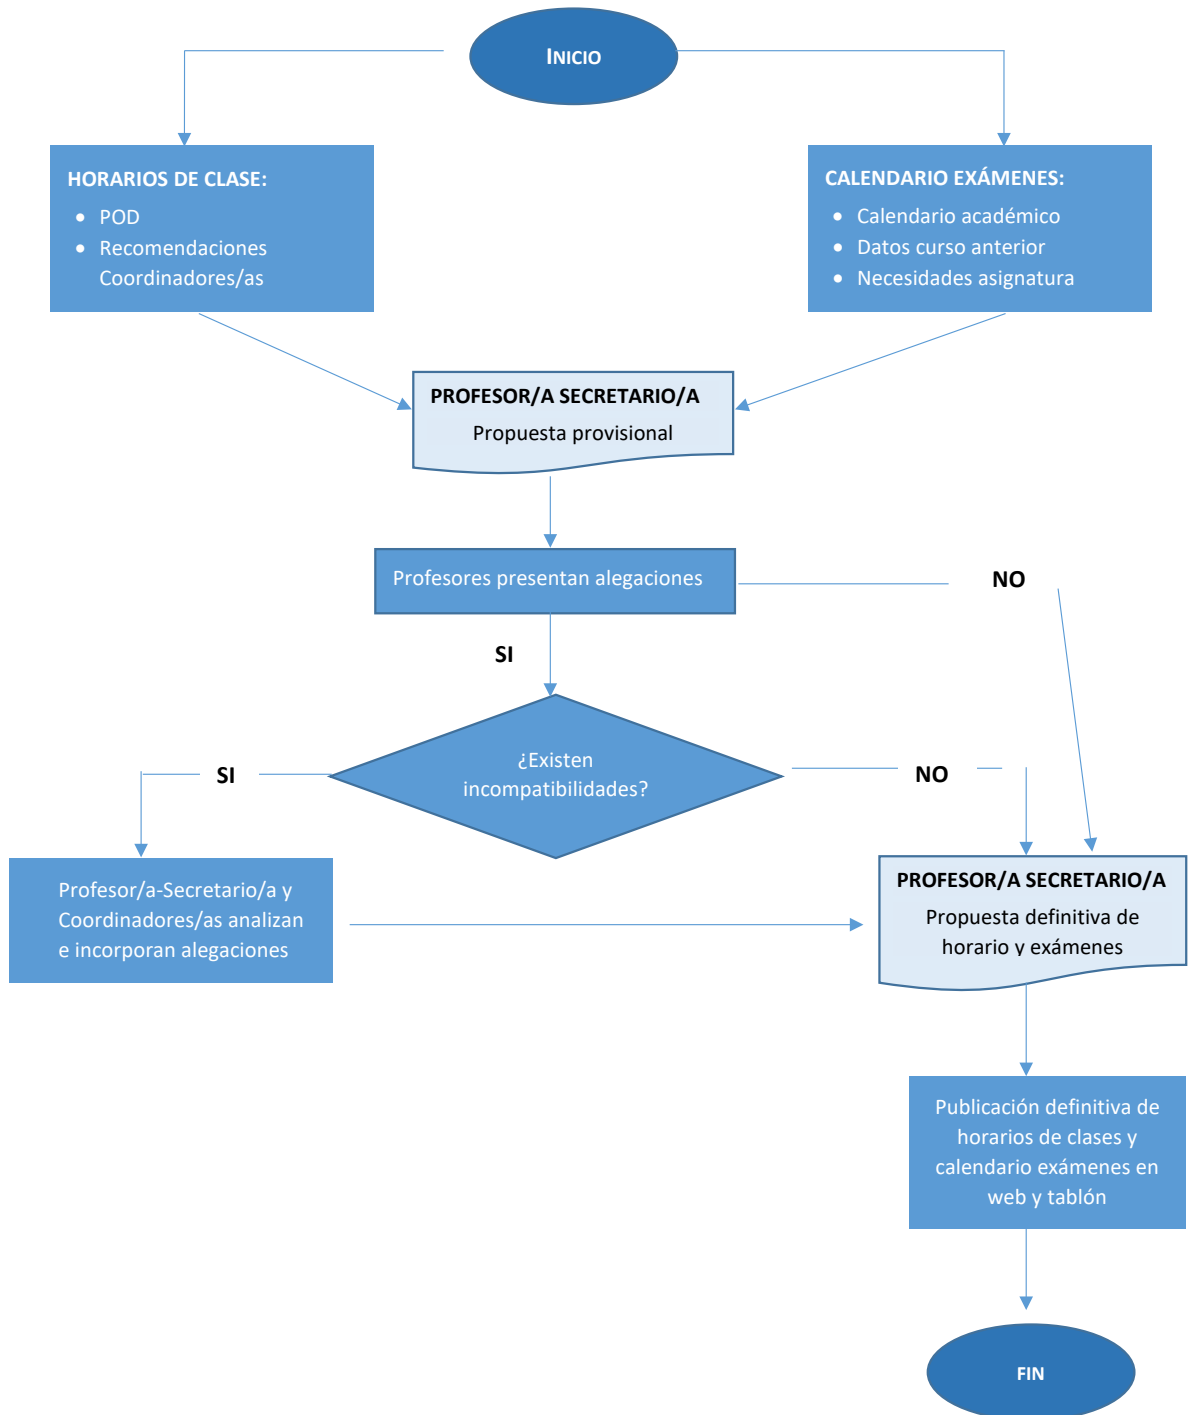 INICIO
HORARIOS DE CLASE:
• POD
• Recomendaciones
Coordinadores/as
CALENDARIO EXÁMENES:
• Calendario académico
• Datos curso anterior
• Necesidades asignatura
PROFESOR/A SECRETARIO/A
Propuesta provisional
Profesores presentan alegaciones
NO
SI
¿Existen
incompatibilidades?
SI
NO
Profesor/a-Secretario/a y
Coordinadores/as analizan
e incorporan alegaciones
PROFESOR/A SECRETARIO/A
Propuesta definitiva de
horario y exámenes
Publicación definitiva de
horarios de clases y
calendario exámenes en
web y tablón
FIN